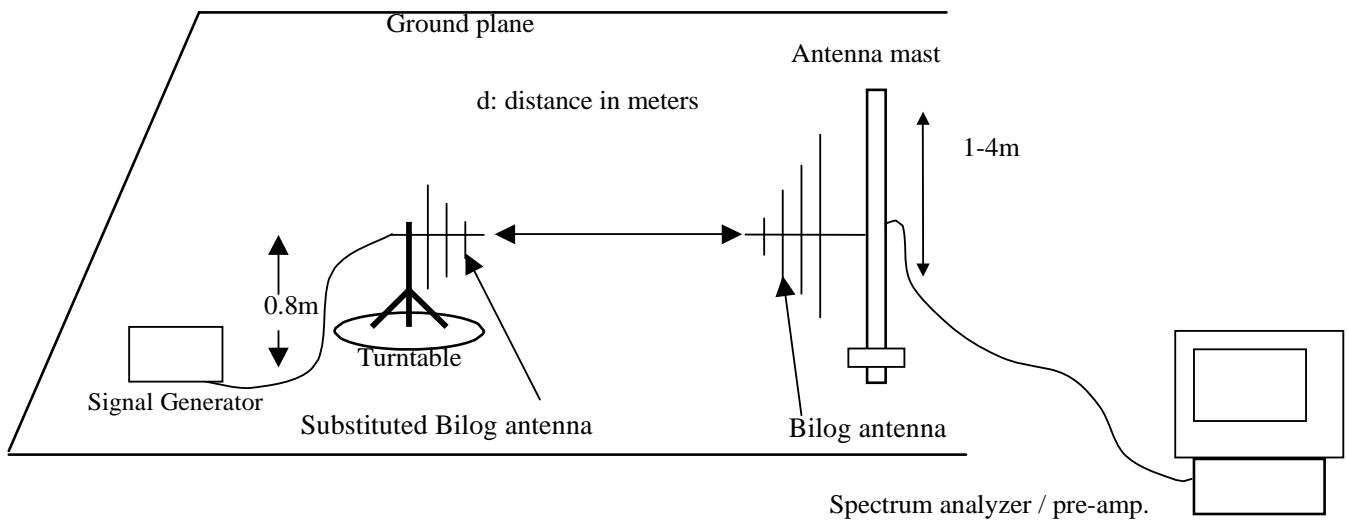 Ground plane
Antenna mast
d: distance in meters
1-4m
0.8m
Turntable
Signal Generator
Substituted Bilog antenna
Bilog antenna
Spectrum analyzer / pre-amp.